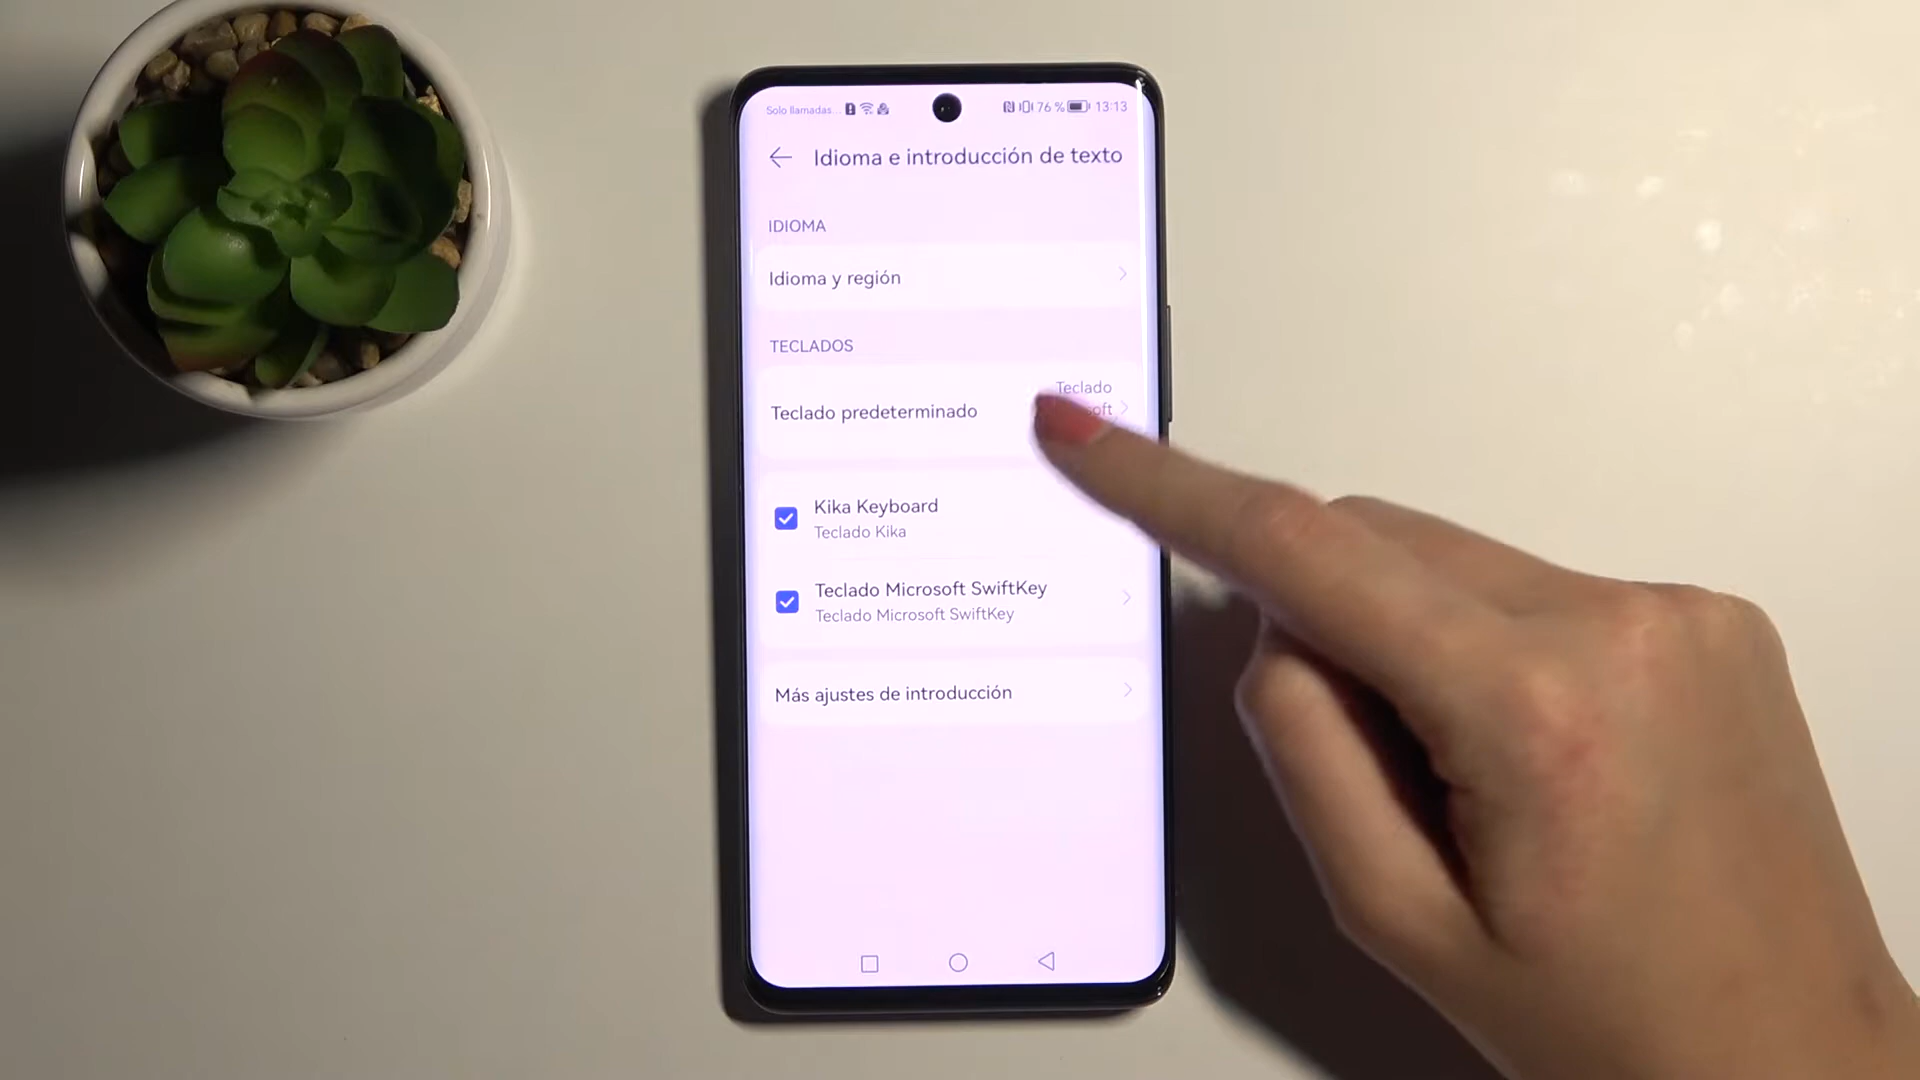 Solo llamadas... 76 % 13:13
Idioma e introducción de texto
IDIOMA
Idioma y región
TECLADOS
Teclado predeterminado
Teclado
Kika Keyboard
Teclado Kika
Teclado Microsoft SwiftKey
Teclado Microsoft SwiftKey
Más ajustes de introducción